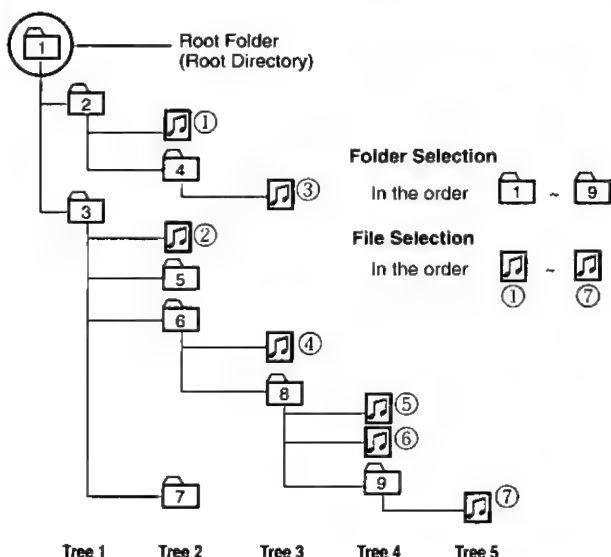 1
Root Folder
(Root Directory)
2
①
4
Folder Selection
③
In the order 1 ~ 9
3
②
File Selection
5
In the order ① ~ ⑦
6
④
8
⑤
⑥
9
7
⑦
Tree 1 Tree 2 Tree 3 Tree 4 Tree 5